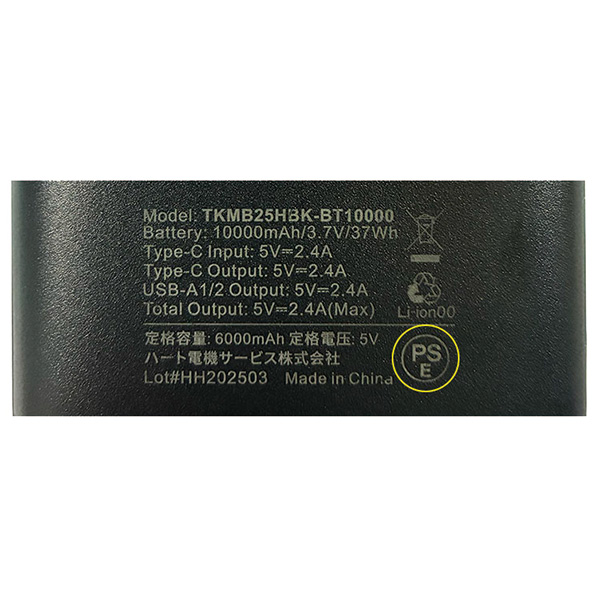 Model: TKMB25HBK-BT10000
Battery: 10000mAh/3.7V/37Wh
Type-C Input: 5V⎓2.4A
Type-C Output: 5V⎓2.4A
USB-A1/2 Output: 5V⎓2.4A
Total Output: 5V⎓2.4A(Max)
Li-ion00
定格容量: 6000mAh 定格電圧: 5V
ハート電機サービス株式会社
Lot#HH202503 Made in China
PS
E